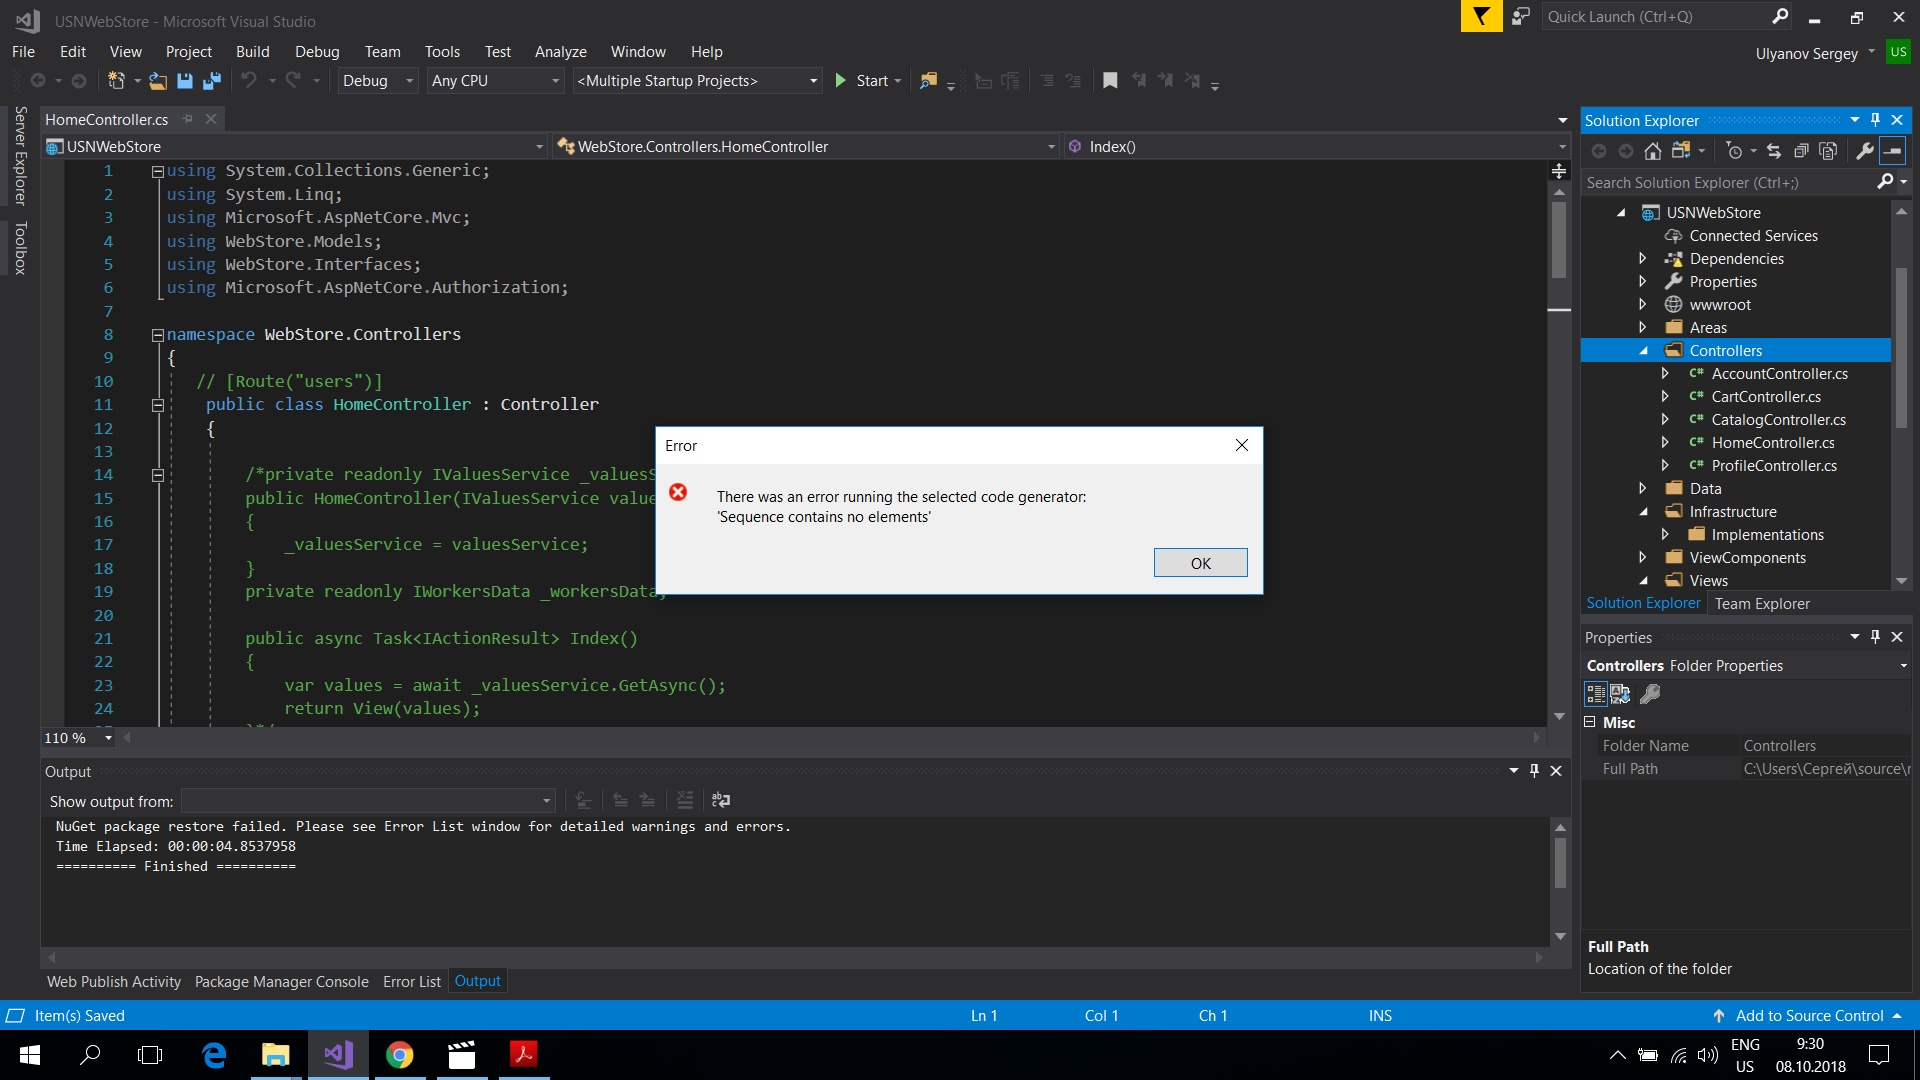 USNWebStore - Microsoft Visual Studio
Quick Launch (Ctrl+Q)
File Edit View Project Build Debug Team Tools Test Analyze Window Help
Ulyanov Sergey US
Debug Any CPU <Multiple Startup Projects> Start
Server Explorer
Toolbox
HomeController.cs
USNWebStore WebStore.Controllers.HomeController Index()
1 using System.Collections.Generic;
2 using System.Linq;
3 using Microsoft.AspNetCore.Mvc;
4 using WebStore.Models;
5 using WebStore.Interfaces;
6 using Microsoft.AspNetCore.Authorization;
7
8 namespace WebStore.Controllers
9 {
10 // [Route("users")]
11 public class HomeController : Controller
12 {
13
14 /*private readonly IValuesService _valuesS
15 public HomeController(IValuesService value
16 {
17 _valuesService = valuesService;
18 }
19 private readonly IWorkersData _workersData;
20
21 public async Task<IActionResult> Index()
22 {
23 var values = await _valuesService.GetAsync();
24 return View(values);
110 %
Error
There was an error running the selected code generator:
'Sequence contains no elements'
OK
Output
Show output from:
NuGet package restore failed. Please see Error List window for detailed warnings and errors.
Time Elapsed: 00:00:04.8537958
========== Finished ==========
Web Publish Activity Package Manager Console Error List Output
Solution Explorer
Search Solution Explorer (Ctrl+;)
USNWebStore
Connected Services
Dependencies
Properties
wwwroot
Areas
Controllers
C# AccountController.cs
C# CartController.cs
C# CatalogController.cs
C# HomeController.cs
C# ProfileController.cs
Data
Infrastructure
Implementations
ViewComponents
Views
Solution Explorer Team Explorer
Properties
Controllers Folder Properties
Misc
Folder Name Controllers
Full Path C:\Users\Сергей\source\r
Full Path
Location of the folder
Item(s) Saved Ln 1 Col 1 Ch 1 INS Add to Source Control
ENG
US
9:30
08.10.2018